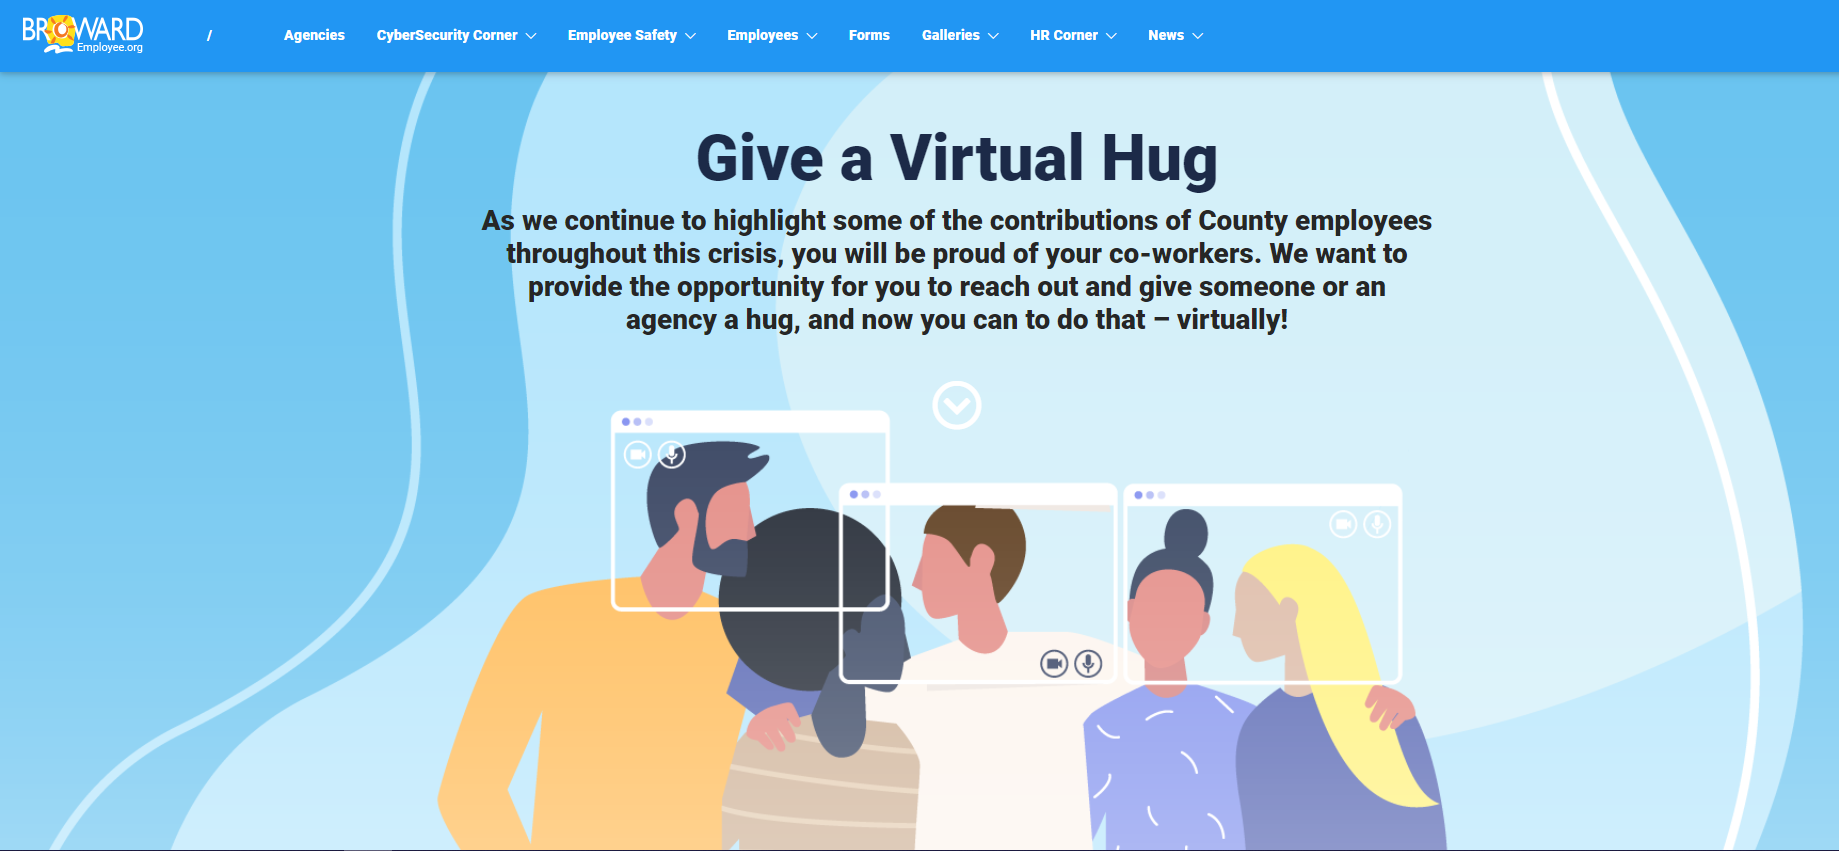 BROWARD
Employee.org
/
Agencies
CyberSecurity Corner
Employee Safety
Employees
Forms
Galleries
HR Corner
News
Give a Virtual Hug
As we continue to highlight some of the contributions of County employees
throughout this crisis, you will be proud of your co-workers. We want to
provide the opportunity for you to reach out and give someone or an
agency a hug, and now you can to do that – virtually!